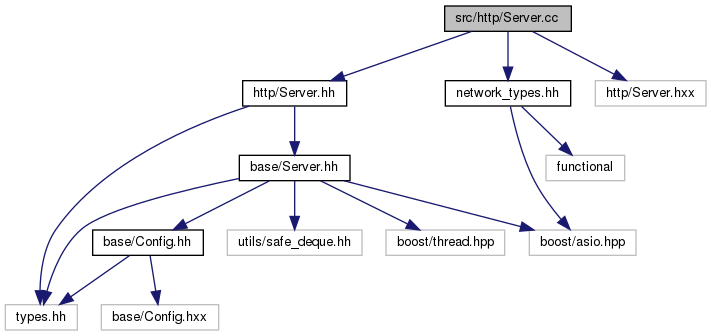 src/http/Server.cc
http/Server.hh
network_types.hh
http/Server.hxx
base/Server.hh
functional
base/Config.hh
utils/safe_deque.hh
boost/thread.hpp
boost/asio.hpp
types.hh
base/Config.hxx